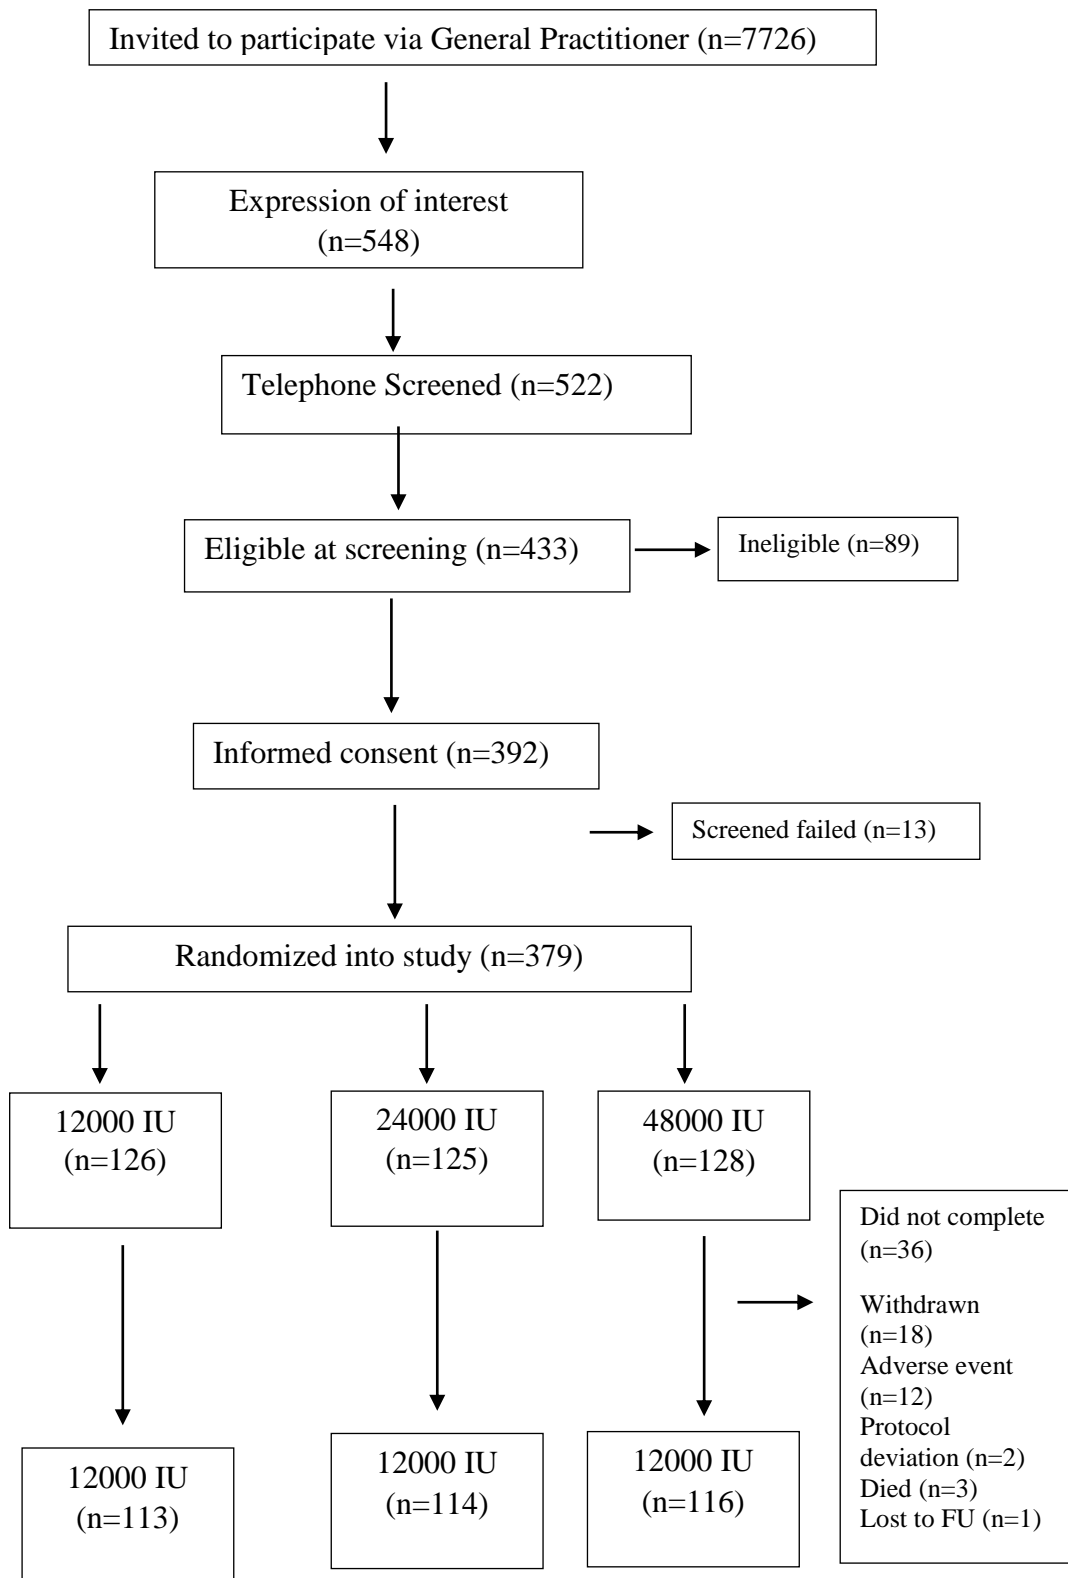 Invited to participate via General Practitioner (n=7726)
Expression of interest
(n=548)
Telephone Screened (n=522)
Eligible at screening (n=433)
Ineligible (n=89)
Informed consent (n=392)
Screened failed (n=13)
Randomized into study (n=379)
12000 IU
(n=126)
24000 IU
(n=125)
48000 IU
(n=128)
Did not complete
(n=36)
Withdrawn
(n=18)
Adverse event
(n=12)
Protocol
deviation (n=2)
Died (n=3)
Lost to FU (n=1)
12000 IU
(n=113)
12000 IU
(n=114)
12000 IU
(n=116)